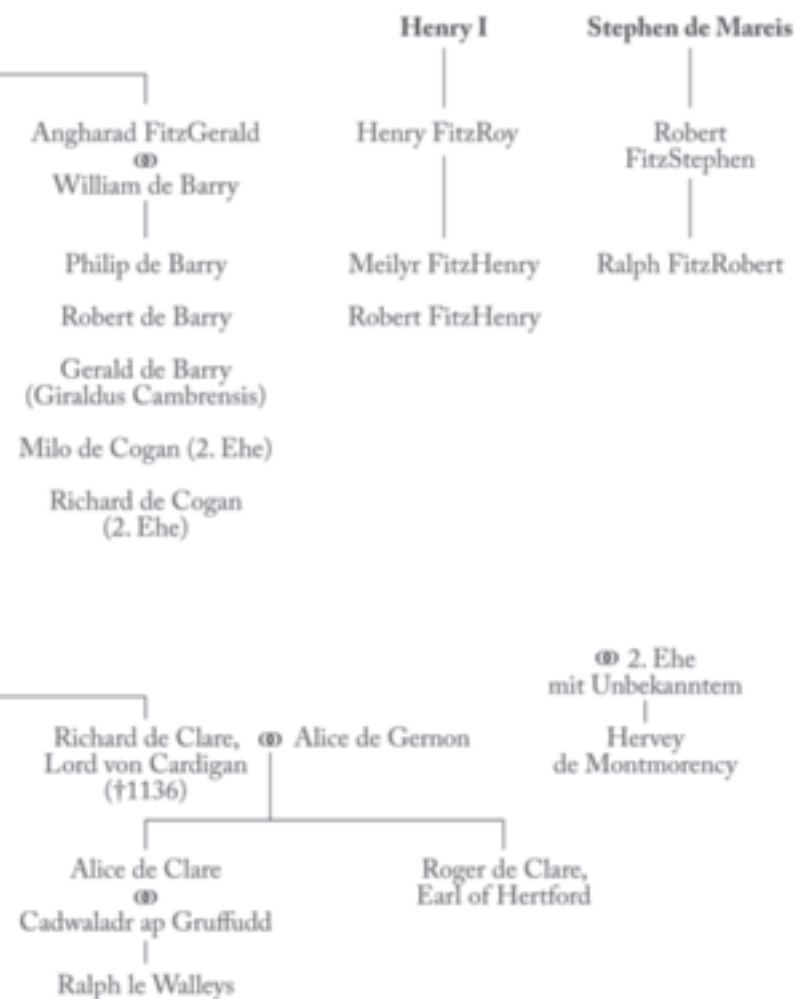 Henry I
Stephen de Mareis
Angharad FitzGerald
⚭
William de Barry
Henry FitzRoy
Robert
FitzStephen
Philip de Barry
Meilyr FitzHenry
Ralph FitzRobert
Robert de Barry
Robert FitzHenry
Gerald de Barry
(Giraldus Cambrensis)
Milo de Cogan (2. Ehe)
Richard de Cogan
(2. Ehe)
⚭ 2. Ehe
mit Unbekanntem
Hervey
de Montmorency
Richard de Clare,
Lord von Cardigan
(†1136)
⚭ Alice de Gernon
Alice de Clare
⚭
Cadwaladr ap Gruffudd
Ralph le Walleys
Roger de Clare,
Earl of Hertford